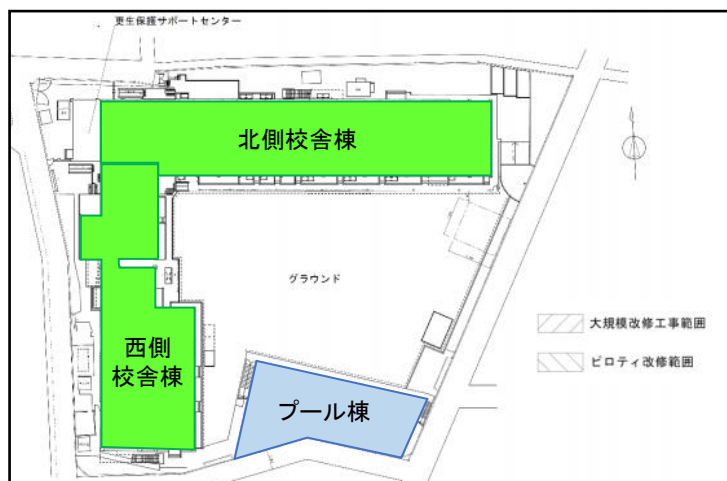 更生保護サポートセンター
北側校舎棟
グラウンド
大規模改修工事範囲
西側
校舎棟
ピロティ改修範囲
プール棟